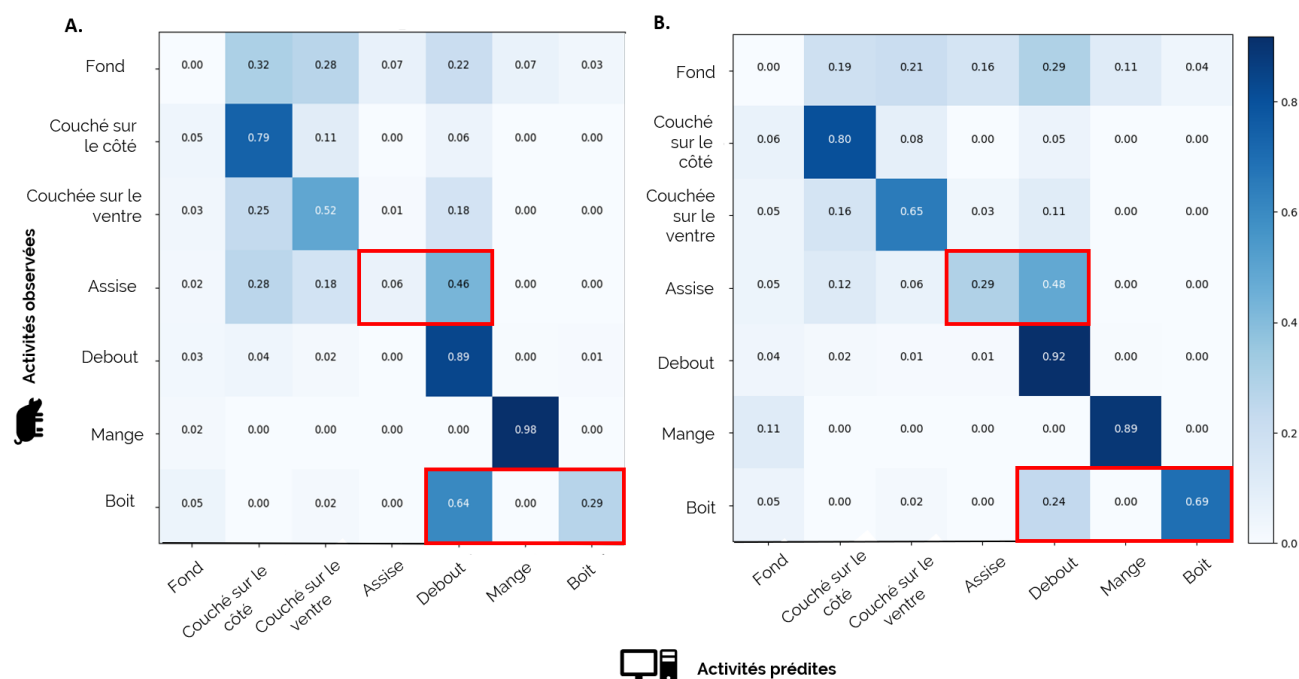 A.
Fond
0.00 0.32 0.28 0.07 0.22 0.07 0.03
Couché sur
le côté
0.05 0.79 0.11 0.00 0.06 0.00 0.00
Couchée sur le
ventre
0.03 0.25 0.52 0.01 0.18 0.00 0.00
Assise
0.02 0.28 0.18 0.06 0.46 0.00 0.00
Debout
0.03 0.04 0.02 0.00 0.89 0.00 0.01
Mange
0.02 0.00 0.00 0.00 0.00 0.98 0.00
Boit
0.05 0.00 0.02 0.00 0.64 0.00 0.29
Fond
Couché sur le
côté
Couché sur le
ventre
Assise
Debout
Mange
Boit
Activités observées
B.
Fond
0.00 0.19 0.21 0.16 0.29 0.11 0.04
Couché
sur le
côté
0.06 0.80 0.08 0.00 0.05 0.00 0.00
Couchée
sur le
ventre
0.05 0.16 0.65 0.03 0.11 0.00 0.00
Assise
0.05 0.12 0.06 0.29 0.48 0.00 0.00
Debout
0.04 0.02 0.01 0.01 0.92 0.00 0.00
Mange
0.11 0.00 0.00 0.00 0.00 0.89 0.00
Boit
0.05 0.00 0.02 0.00 0.24 0.00 0.69
Fond
Couché sur le
côté
Couché sur le
ventre
Assise
Debout
Mange
Boit
0.8
0.6
0.4
0.2
0.0
Activités prédites